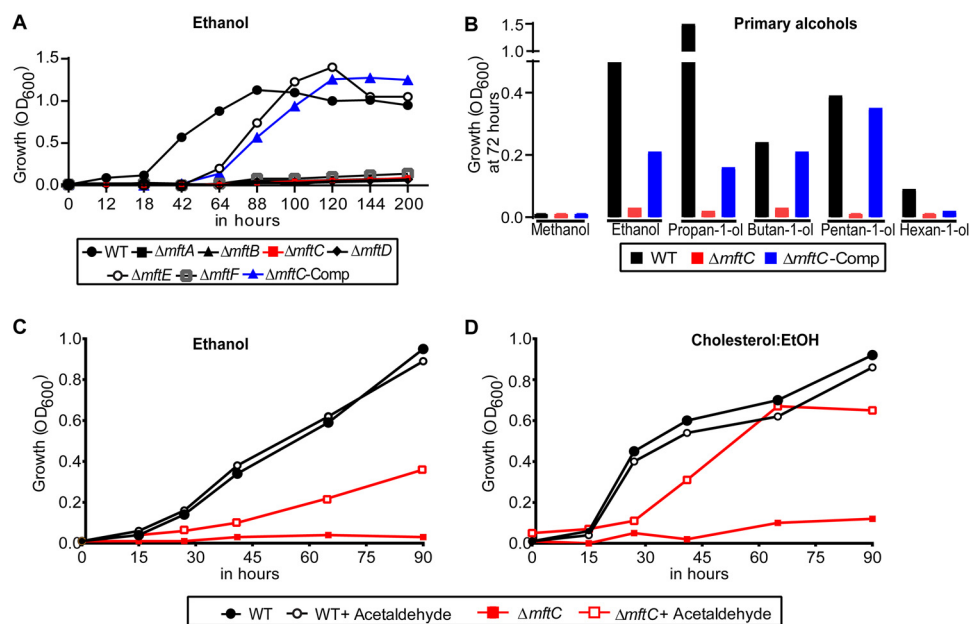 A
Ethanol
Growth (OD600)
1.5
1.0
0.5
0.0
0 12 18 42 64 88 100 120 144 200
in hours
WT ΔmftA ΔmftB ΔmftC ΔmftD
ΔmftE ΔmftF ΔmftC-Comp
B
Primary alcohols
Growth (OD600)
at 72 hours
1.5
1.0
0.4
0.2
0.0
Methanol Ethanol Propan-1-ol Butan-1-ol Pentan-1-ol Hexan-1-ol
WT ΔmftC ΔmftC-Comp
C
Ethanol
Growth (OD600)
1.0
0.8
0.6
0.4
0.2
0.0
0 15 30 45 60 75 90
in hours
D
Cholesterol:EtOH
Growth (OD600)
1.0
0.8
0.6
0.4
0.2
0.0
0 15 30 45 60 75 90
in hours
WT WT+ Acetaldehyde ΔmftC ΔmftC+ Acetaldehyde